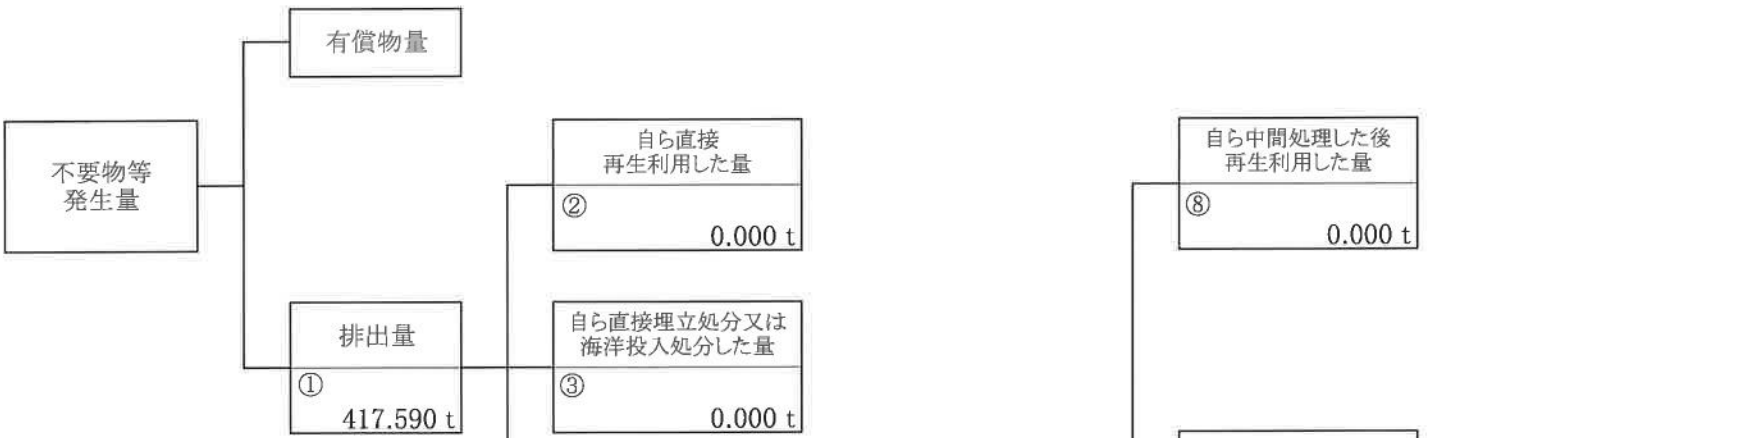 有償物量
不要物等
発生量
自ら直接
再生利用した量
②
0.000 t
自ら中間処理した後
再生利用した量
⑧
0.000 t
排出量
①
417.590 t
自ら直接埋立処分又は
海洋投入処分した量
③
0.000 t